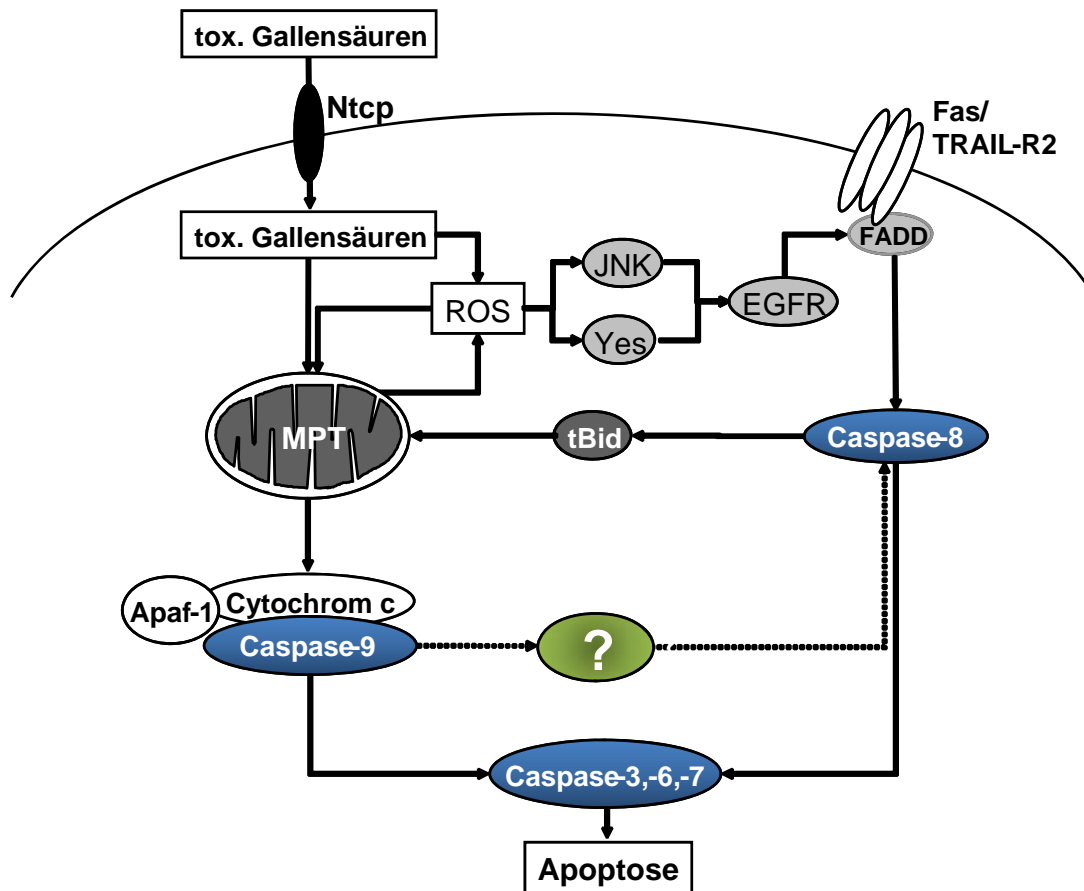 tox. Gallensäuren
Ntcp
Fas/
TRAIL-R2
tox. Gallensäuren
FADD
JNK
ROS
EGFR
Yes
MPT
tBid
Caspase-8
Apaf-1
Cytochrom c
Caspase-9
?
Caspase-3,-6,-7
Apoptose